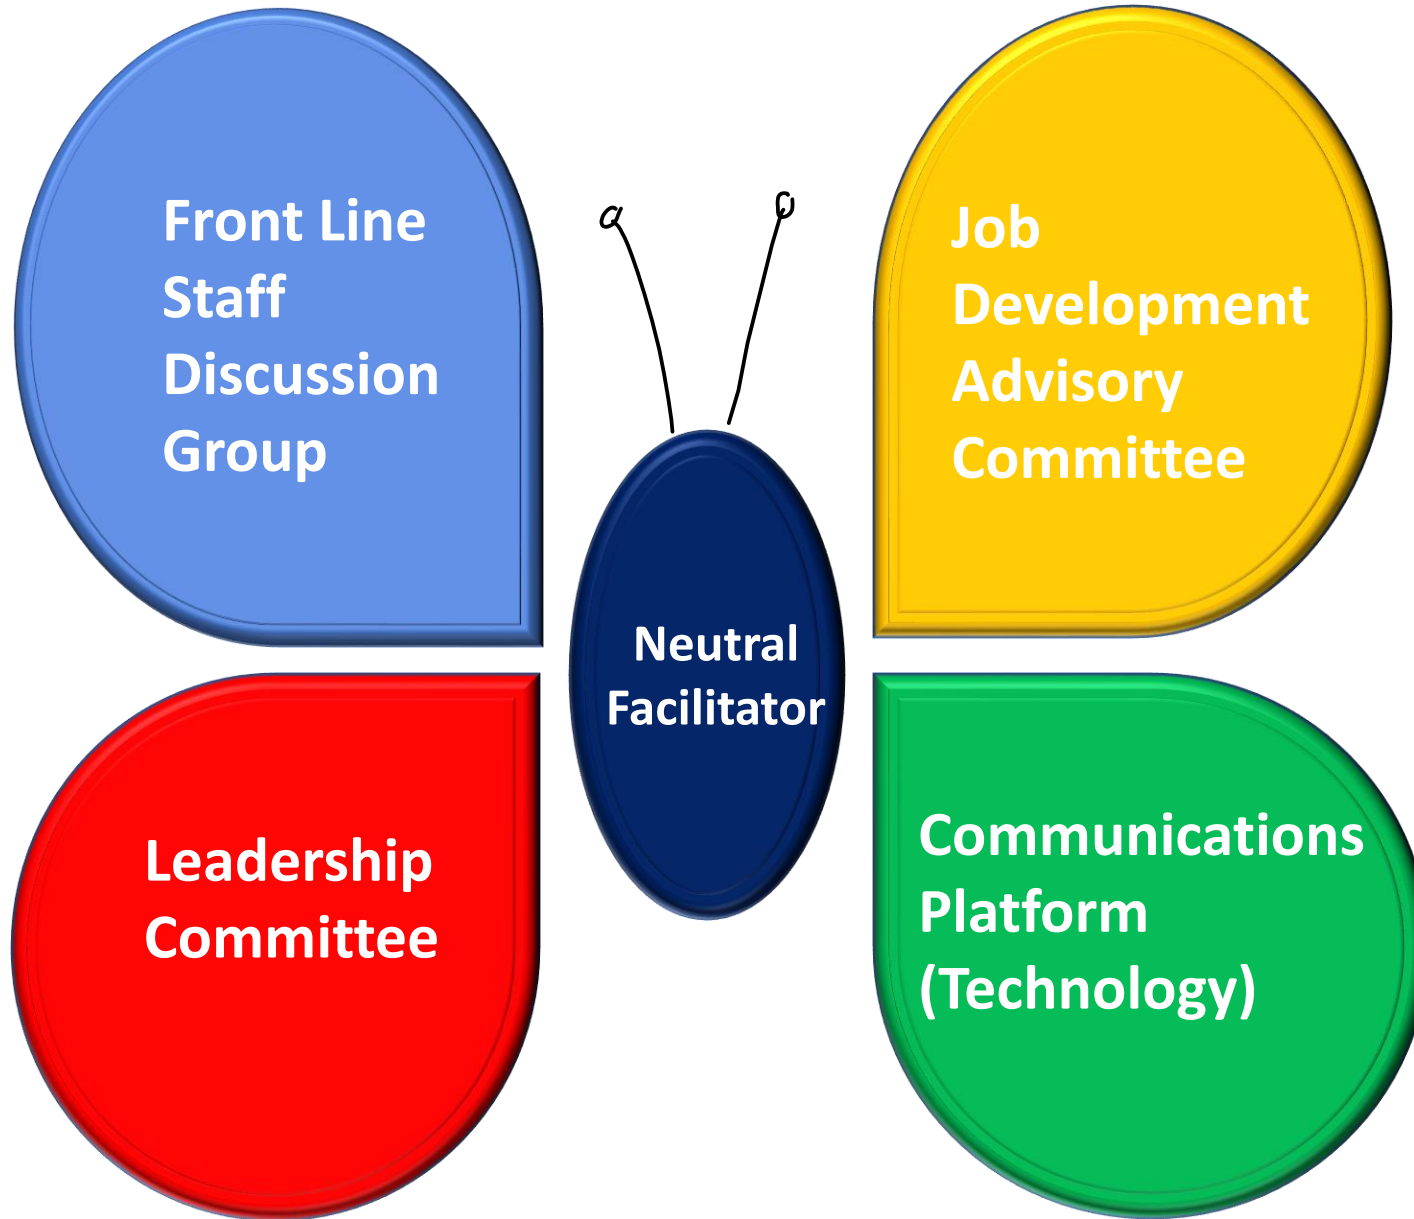 Front Line
Staff
Discussion
Group
Job
Development
Advisory
Committee
Neutral
Facilitator
Leadership
Committee
Communications
Platform
(Technology)